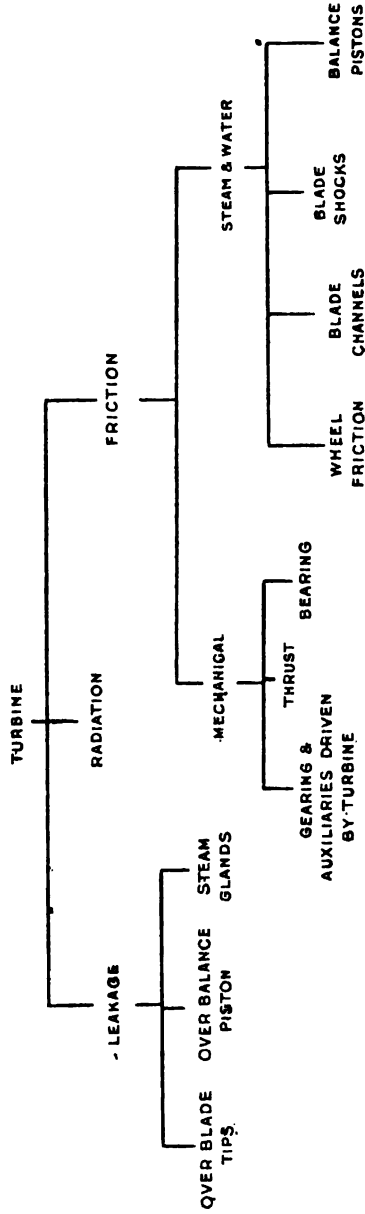 TURBINE
LEAKAGE
RADIATION
FRICTION
OVER BLADE
TIPS
OVER BALANCE
PISTON
STEAM
GLANDS
MECHANICAL
STEAM & WATER
GEARING &
AUXILIARIES DRIVEN
BY TURBINE
THRUST
BEARING
WHEEL
FRICTION
BLADE
CHANNELS
BLADE
SHOCKS
BALANCE
PISTONS